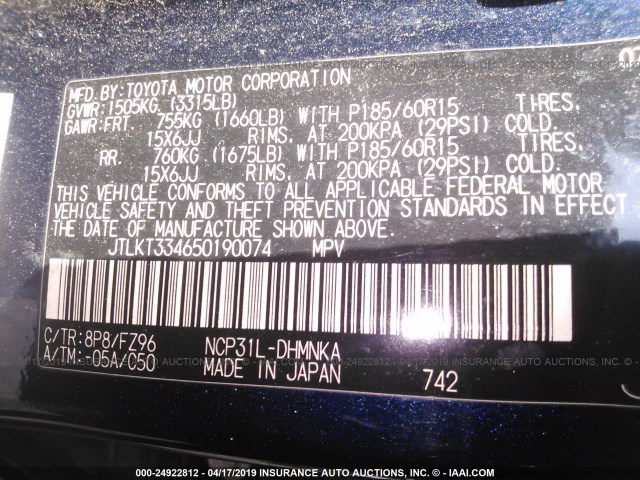 07
MFD. BY: TOYOTA MOTOR CORPORATION
GVWR: 1505KG (3315LB)
GAWR: FRT 755KG (1660LB) WITH P185/60R15 TIRES,
15X6JJ RIMS, AT 200KPA (29PSI) COLD.
RR 760KG (1675LB) WITH P185/60R15 TIRES,
15X6JJ RIMS, AT 200KPA (29PSI) COLD.
THIS VEHICLE CONFORMS TO ALL APPLICABLE FEDERAL MOTOR
VEHICLE SAFETY AND THEFT PREVENTION STANDARDS IN EFFECT
THE DATE OF MANUFACTURE SHOWN ABOVE.
JTLKT334650190074 MPV
C/TR: 8P8/FZ96 NCP31L-DHMNKA
A/TM: -05A/C50 MADE IN JAPAN 742
000-24922812 - 04/17/2019 INSURANCE AUTO AUCTIONS, INC. - IAAI.COM